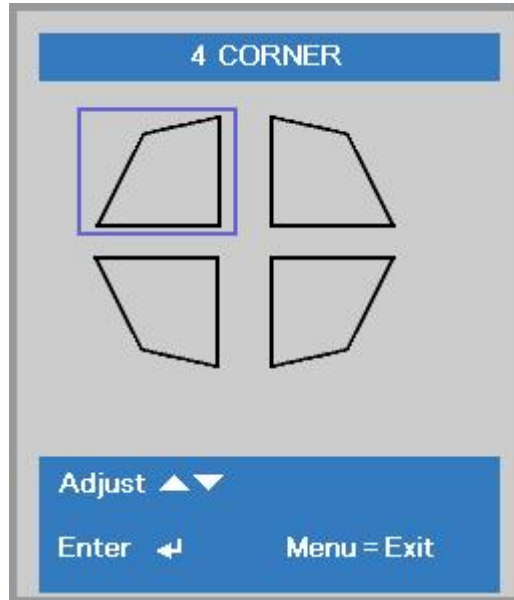 4 CORNER
Adjust ▲▼
Enter ↵ Menu = Exit